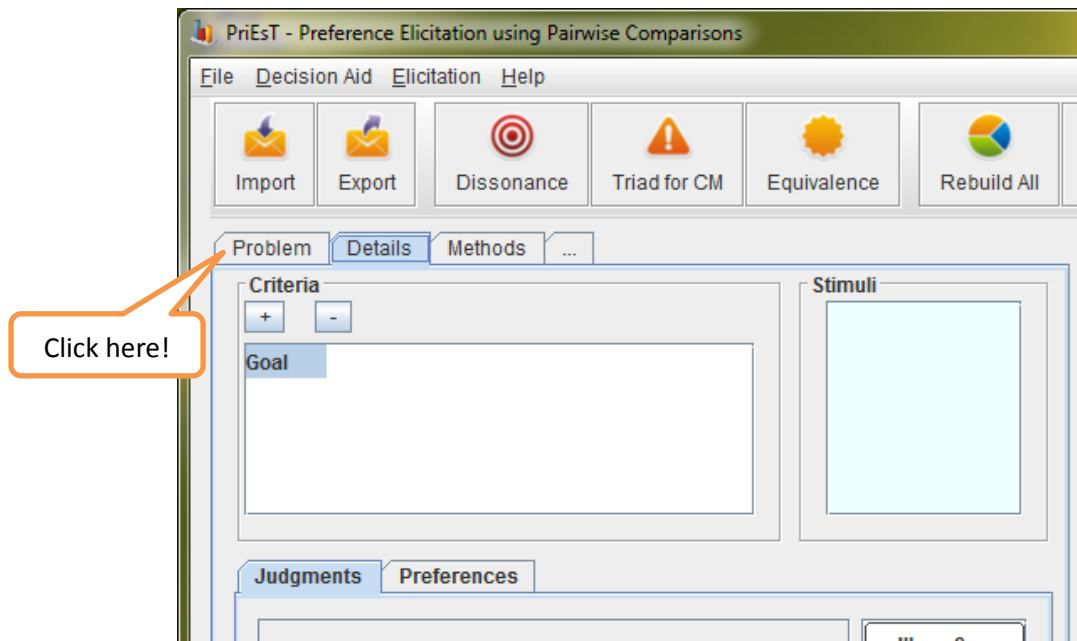 PriEsT - Preference Elicitation using Pairwise Comparisons
File Decision Aid Elicitation Help
Import Export Dissonance Triad for CM Equivalence Rebuild All
Problem Details Methods ...
Criteria Stimuli
+ -
Click here!
Goal
Judgments Preferences